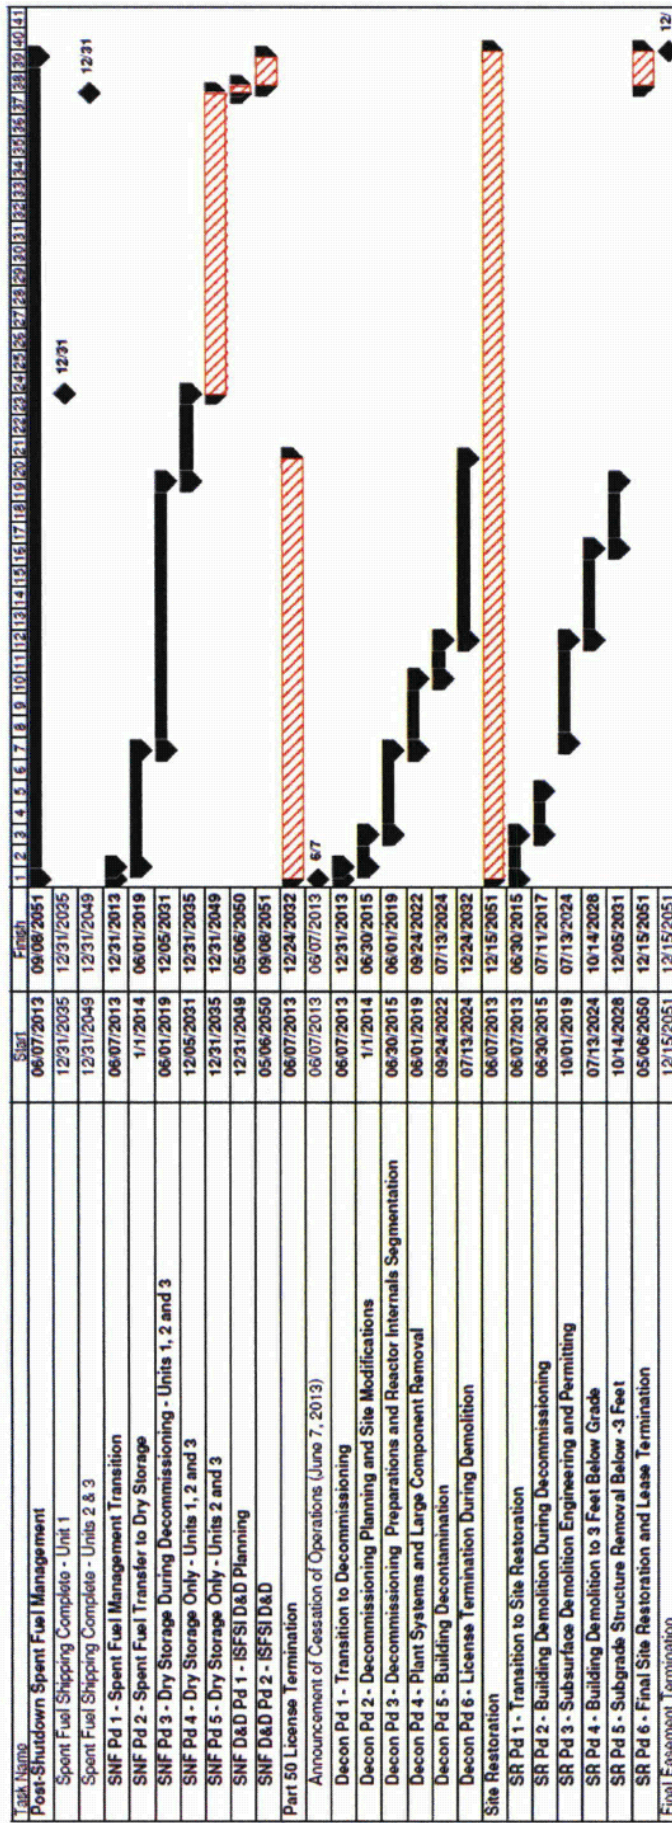 Task Name Start Finish 1 2 3 4 5 6 7 8 9 10 11 12 13 14 15 16 17 18 19 20 21 22 23 24 25 26 27 28 29 30 31 32 33 34 35 36 37 38 39 40 41
Post-Shutdown Spent Fuel Management 06/07/2013 09/08/2051
Spent Fuel Shipping Complete - Unit 1 12/31/2035 12/31/2035 12/31
Spent Fuel Shipping Complete - Units 2 & 3 12/31/2049 12/31/2049 12/31
SNF Pd 1 - Spent Fuel Management Transition 06/07/2013 12/31/2013
SNF Pd 2 - Spent Fuel Transfer to Dry Storage 1/1/2014 06/01/2019
SNF Pd 3 - Dry Storage During Decommissioning - Units 1, 2 and 3 06/01/2019 12/05/2031
SNF Pd 4 - Dry Storage Only - Units 1, 2 and 3 12/05/2031 12/31/2035
SNF Pd 5 - Dry Storage Only - Units 2 and 3 12/31/2035 12/31/2049
SNF D&D Pd 1 - ISFSI D&D Planning 12/31/2049 05/06/2050
SNF D&D Pd 2 - ISFSI D&D 05/06/2050 09/08/2051
Part 50 License Termination 06/07/2013 12/24/2032
Announcement of Cessation of Operations (June 7, 2013) 06/07/2013 06/07/2013 6/7
Decon Pd 1 - Transition to Decommissioning 06/07/2013 12/31/2013
Decon Pd 2 - Decommissioning Planning and Site Modifications 1/1/2014 06/30/2015
Decon Pd 3 - Decommissioning Preparations and Reactor Internals Segmentation 06/30/2015 06/01/2019
Decon Pd 4 - Plant Systems and Large Component Removal 06/01/2019 09/24/2022
Decon Pd 5 - Building Decontamination 09/24/2022 07/13/2024
Decon Pd 6 - License Termination During Demolition 07/13/2024 12/24/2032
Site Restoration 06/07/2013 12/15/2051
SR Pd 1 - Transition to Site Restoration 06/07/2013 06/30/2015
SR Pd 2 - Building Demolition During Decommissioning 06/30/2015 07/11/2017
SR Pd 3 - Subsurface Demolition Engineering and Permitting 10/01/2019 07/13/2024
SR Pd 4 - Building Demolition to 3 Feet Below Grade 07/13/2024 10/14/2028
SR Pd 5 - Subgrade Structure Removal Below -3 Feet 10/14/2028 12/05/2031
SR Pd 6 - Final Site Restoration and Lease Termination 05/06/2050 12/15/2051
Final Easement Termination 12/15/2051 12/15/2051 12/